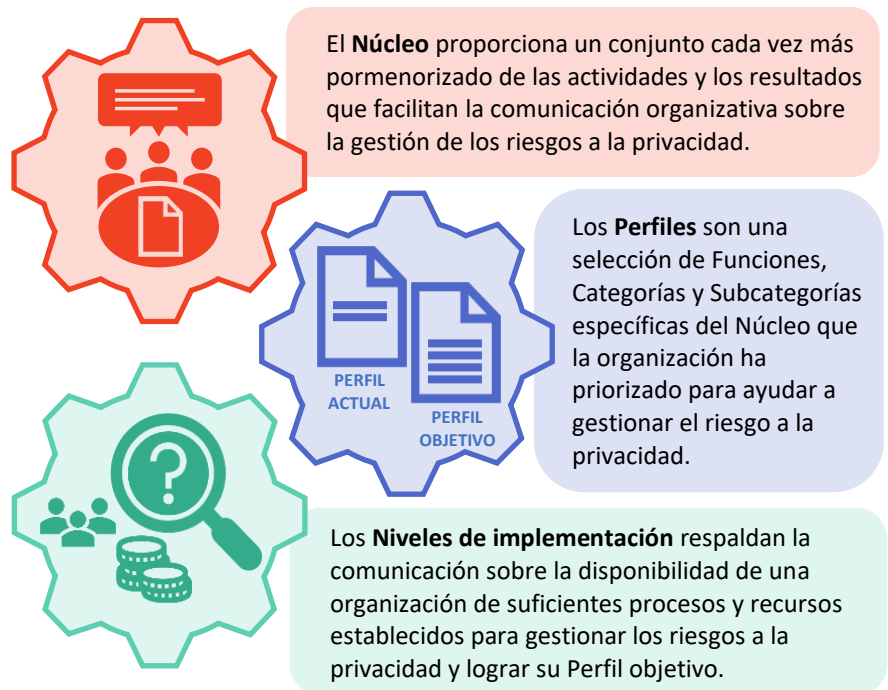 El Núcleo proporciona un conjunto cada vez más
pormenorizado de las actividades y los resultados
que facilitan la comunicación organizativa sobre
la gestión de los riesgos a la privacidad.
Los Perfiles son una
selección de Funciones,
Categorías y Subcategorías
específicas del Núcleo que
la organización ha
priorizado para ayudar a
gestionar el riesgo a la
privacidad.
PERFIL
ACTUAL
PERFIL
OBJETIVO
?
Los Niveles de implementación respaldan la
comunicación sobre la disponibilidad de una
organización de suficientes procesos y recursos
establecidos para gestionar los riesgos a la
privacidad y lograr su Perfil objetivo.